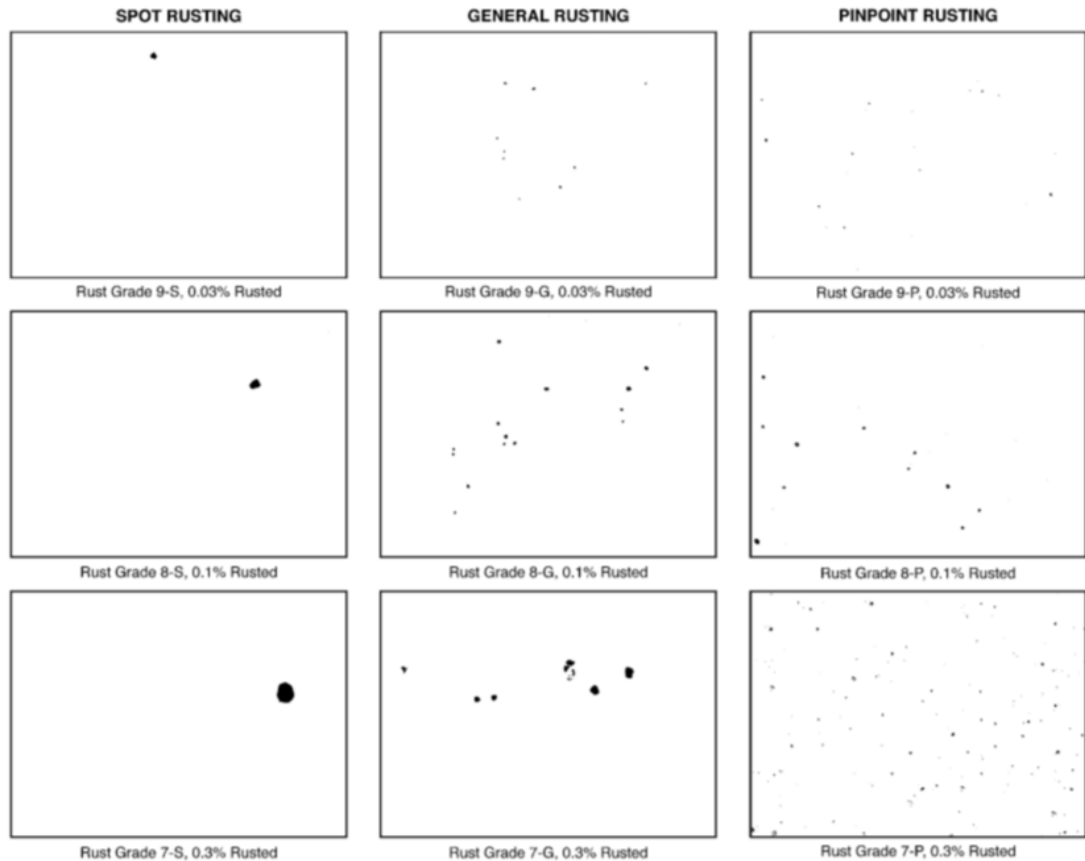 SPOT RUSTING GENERAL RUSTING PINPOINT RUSTING
Rust Grade 9-S, 0.03% Rusted Rust Grade 9-G, 0.03% Rusted Rust Grade 9-P, 0.03% Rusted
Rust Grade 8-S, 0.1% Rusted Rust Grade 8-G, 0.1% Rusted Rust Grade 8-P, 0.1% Rusted
Rust Grade 7-S, 0.3% Rusted Rust Grade 7-G, 0.3% Rusted Rust Grade 7-P, 0.3% Rusted